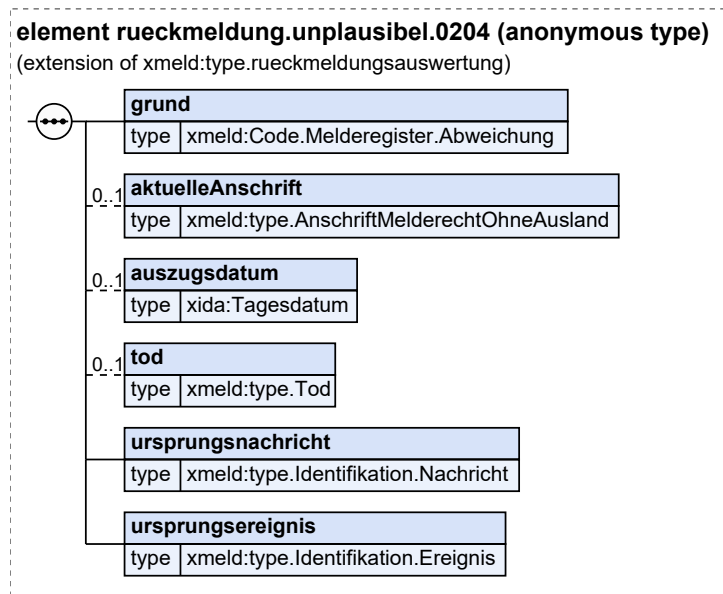 element rueckmeldung.unplausibel.0204 (anonymous type)
(extension of xmeld:type.rueckmeldungsauswertung)
grund
type xmeld:Code.Melderegister.Abweichung
0..1 aktuelleAnschrift
type xmeld:type.AnschriftMelderechtOhneAusland
0..1 auszugsdatum
type xida:Tagesdatum
0..1 tod
type xmeld:type.Tod
ursprungsnachricht
type xmeld:type.Identifikation.Nachricht
ursprungsereignis
type xmeld:type.Identifikation.Ereignis